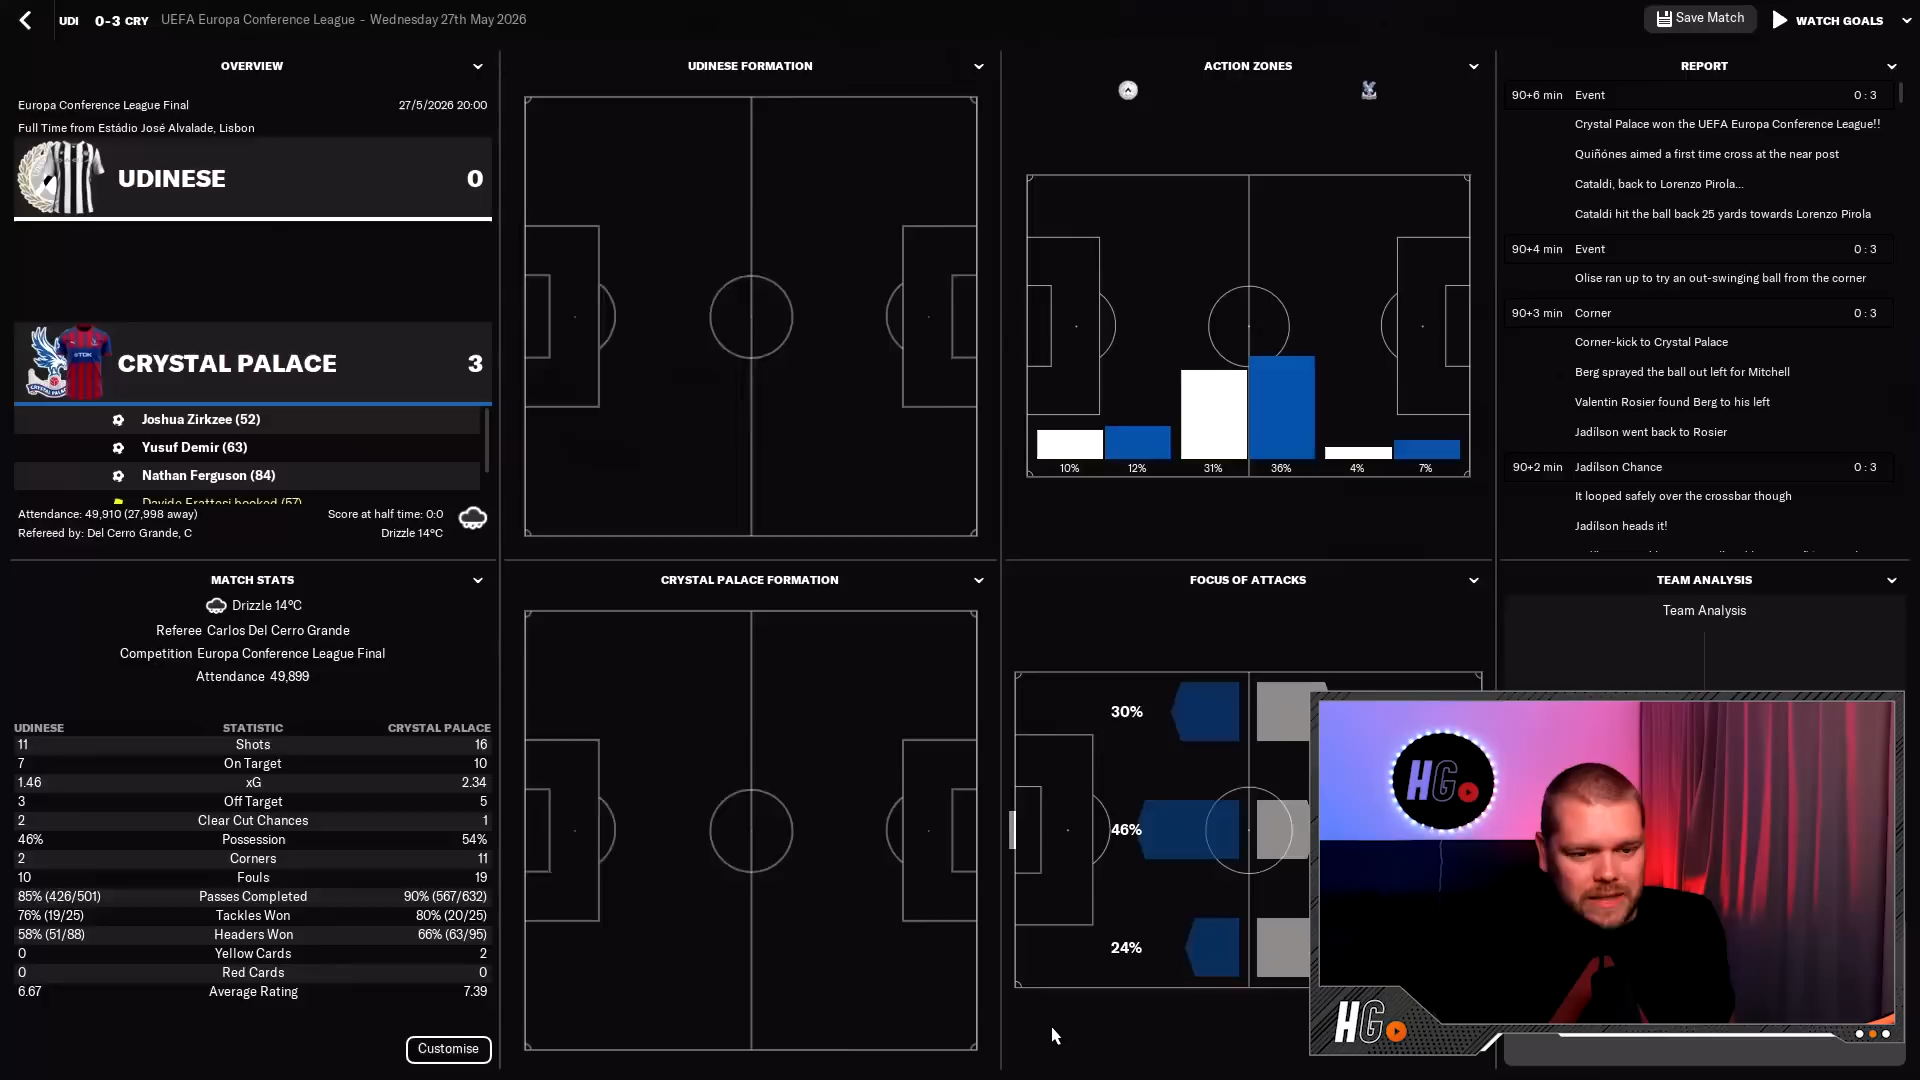 UDI 0-3 CRY UEFA Europa Conference League - Wednesday 27th May 2026
Save Match
WATCH GOALS
OVERVIEW
Europa Conference League Final 27/5/2026 20:00
Full Time from Estádio José Alvalade, Lisbon
UDINESE 0
CRYSTAL PALACE 3
Joshua Zirkzee (52)
Yusuf Demir (63)
Nathan Ferguson (84)
Davide Frattesi booked (57)
Attendance: 49,910 (27,998 away) Score at half time: 0:0
Refereed by: Del Cerro Grande, C Drizzle 14°C
UDINESE FORMATION
ACTION ZONES
10% 12% 31% 36% 4% 7%
REPORT
90+6 min Event 0 : 3
Crystal Palace won the UEFA Europa Conference League!!
Quiñónes aimed a first time cross at the near post
Cataldi, back to Lorenzo Pirola...
Cataldi hit the ball back 25 yards towards Lorenzo Pirola
90+4 min Event 0 : 3
Olise ran up to try an out-swinging ball from the corner
90+3 min Corner 0 : 3
Corner-kick to Crystal Palace
Berg sprayed the ball out left for Mitchell
Valentin Rosier found Berg to his left
Jadílson went back to Rosier
90+2 min Jadílson Chance 0 : 3
It looped safely over the crossbar though
Jadílson heads it!
MATCH STATS
Drizzle 14°C
Referee Carlos Del Cerro Grande
Competition Europa Conference League Final
Attendance 49,899
UDINESE STATISTIC CRYSTAL PALACE
11 Shots 16
7 On Target 10
1.46 xG 2.34
3 Off Target 5
2 Clear Cut Chances 1
46% Possession 54%
2 Corners 11
10 Fouls 19
85% (426/501) Passes Completed 90% (567/632)
76% (19/25) Tackles Won 80% (20/25)
58% (51/88) Headers Won 66% (63/95)
0 Yellow Cards 2
0 Red Cards 0
6.67 Average Rating 7.39
Customise
CRYSTAL PALACE FORMATION
FOCUS OF ATTACKS
30%
46%
24%
TEAM ANALYSIS
Team Analysis
HG
HG